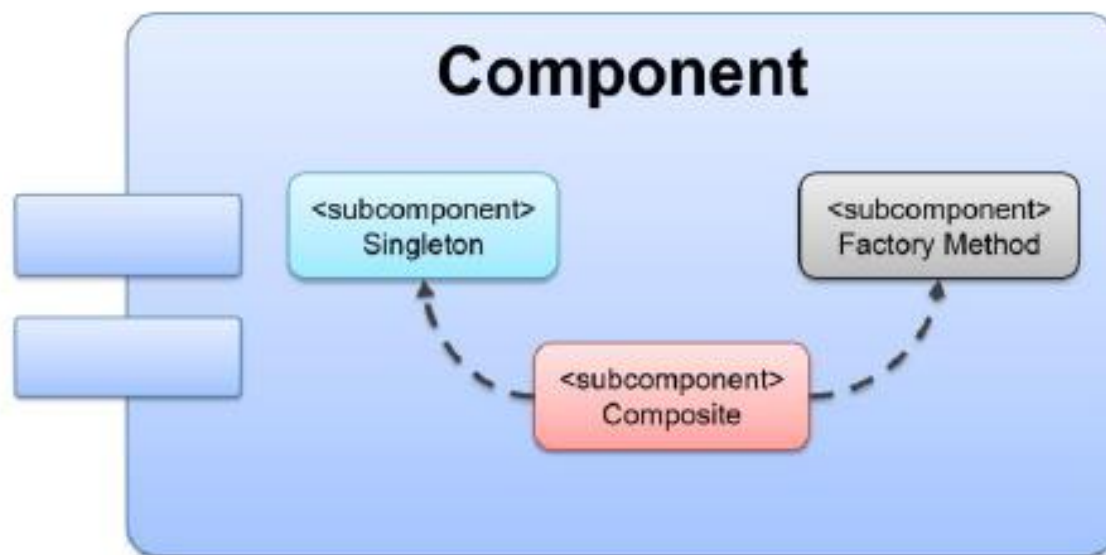 Component
<subcomponent>
Singleton
<subcomponent>
Factory Method
<subcomponent>
Composite